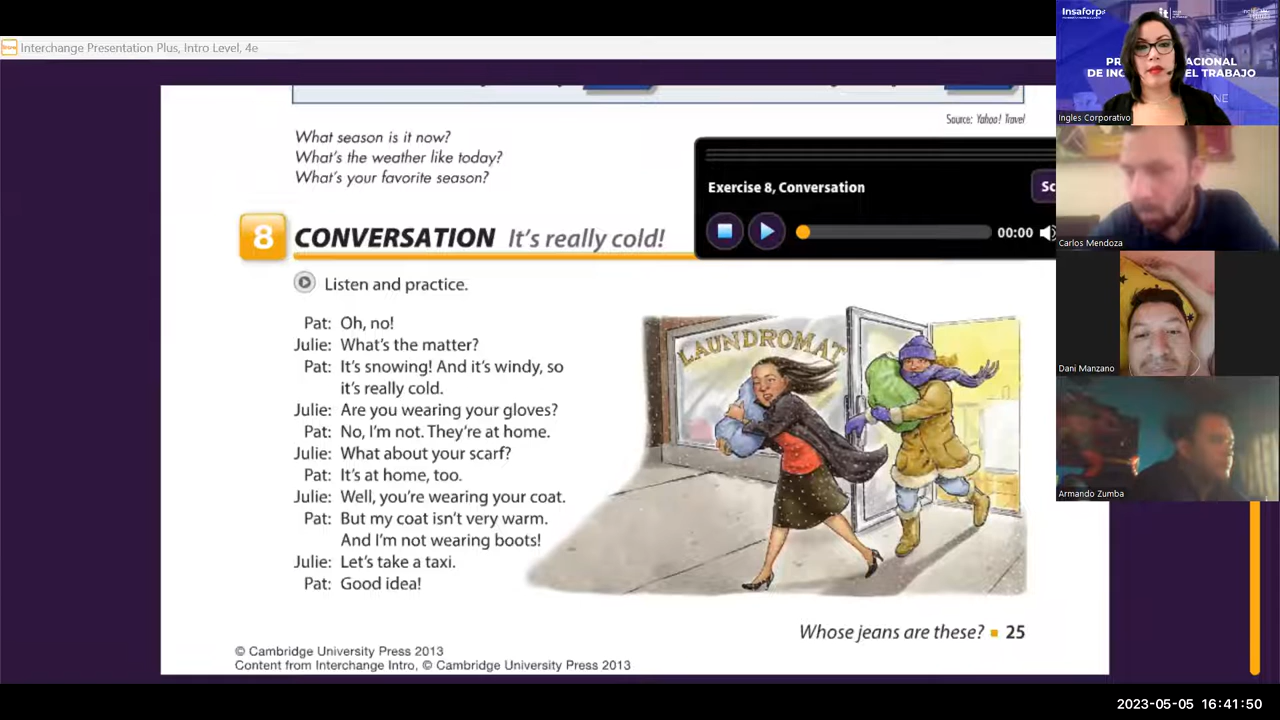 Interchange Presentation Plus, Intro Level, 4e
Source: Yahoo! Travel
What season is it now?
What's the weather like today?
What's your favorite season?
Exercise 8, Conversation
Sc
00:00
8 CONVERSATION It's really cold!
Listen and practice.
Pat: Oh, no!
Julie: What's the matter?
Pat: It's snowing! And it's windy, so
it's really cold.
Julie: Are you wearing your gloves?
Pat: No, I'm not. They're at home.
Julie: What about your scarf?
Pat: It's at home, too.
Julie: Well, you're wearing your coat.
Pat: But my coat isn't very warm.
And I'm not wearing boots!
Julie: Let's take a taxi.
Pat: Good idea!
LAUNDROMAT
Whose jeans are these? 25
© Cambridge University Press 2013
Content from Interchange Intro, © Cambridge University Press 2013
Insaforp
it
Ingles Corporativo
Carlos Mendoza
Dani Manzano
Armando Zumba
2023-05-05 16:41:50